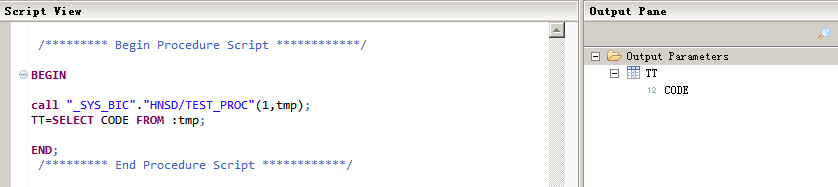 Script View
/********* Begin Procedure Script ************/
BEGIN
call "_SYS_BIC"."HNSD/TEST_PROC"(1,tmp);
TT=SELECT CODE FROM :tmp;
END;
/********* End Procedure Script ************/
Output Pane
Output Parameters
TT
12 CODE